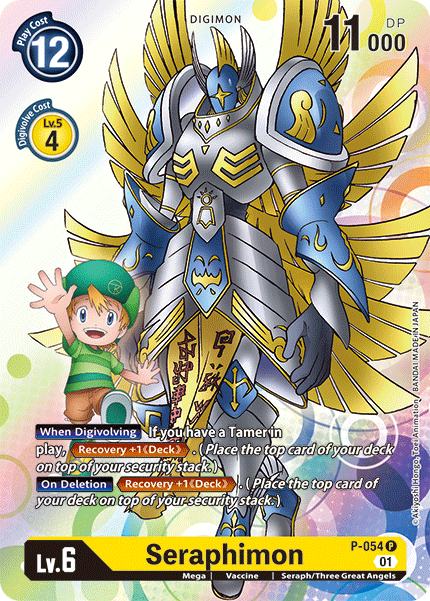 Play Cost
12
DIGIMON
11000
DP
Digivolve Cost
Lv.5
4
When Digivolving If you have a Tamer in
play, Recovery +1《Deck》. (Place the top card of your deck
on top of your security stack.)
On Deletion Recovery +1《Deck》. (Place the top card of
your deck on top of your security stack.)
©Akiyoshi Hongo, Toei Animation
BANDAI MADE IN JAPAN
Lv.6
Seraphimon
P-054 P
01
Mega | Vaccine | Seraph/Three Great Angels